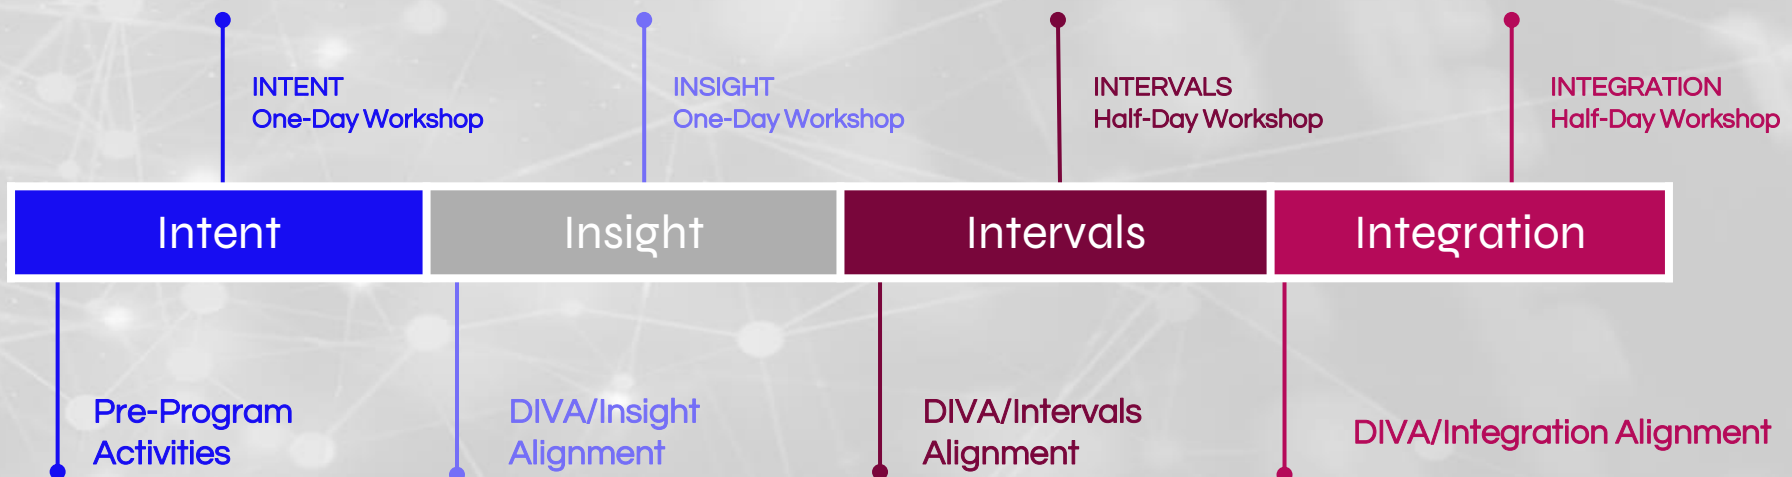 INTENT
One-Day Workshop
INSIGHT
One-Day Workshop
INTERVALS
Half-Day Workshop
INTEGRATION
Half-Day Workshop
Intent
Insight
Intervals
Integration
Pre-Program
Activities
DIVA/Insight
Alignment
DIVA/Intervals
Alignment
DIVA/Integration Alignment